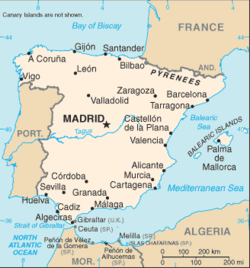 Canary Islands are not shown.
Bay of Biscay
FRANCE
Gijón
Santander
A Coruña
Bilbao
PYRENEES
AND.
Vigo
León
Zaragoza
Barcelona
Valladolid
Tarragona
MADRID
Castellón
de la Plana
Balearic
Sea
PORT.
Tagus
Valencia
BALEARIC ISLANDS
Palma
de Mallorca
Alicante
Murcia
Cartagena
Córdoba
Sevilla
Granada
Mediterranean Sea
Huelva
Cadiz
Málaga
Algeciras
Gibraltar (U.K.)
Strait of Gibraltar
Ceuta (SP.)
ALGERIA
NORTH
ATLANTIC
OCEAN
Peñón de Vélez
de la Gomera
(SP.)
Melilla (SP.)
ISLAS CHAFARINAS (SP.)
Peñón de
Alhucemas
(SP.)
MOR.
0 100 200 km
0 100 200 mi